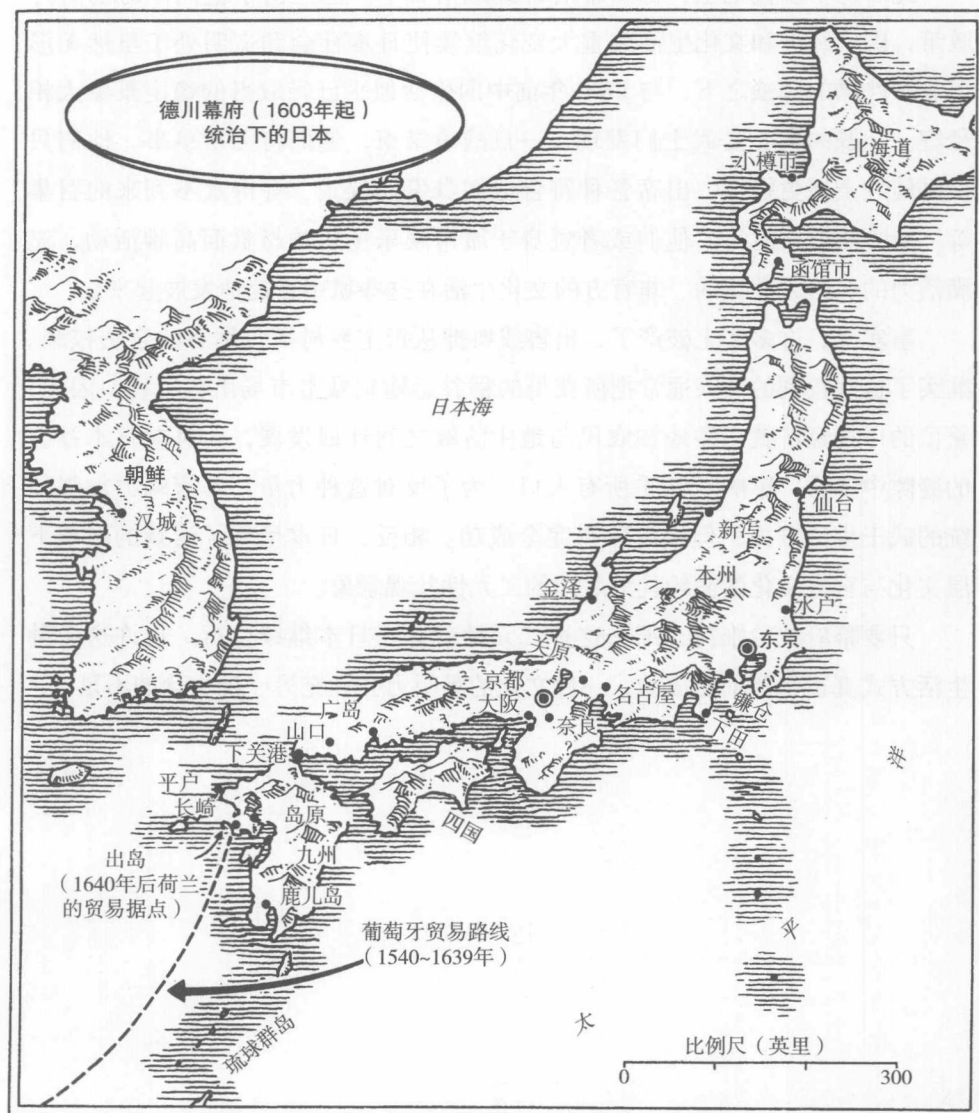 德川幕府（1603年起）
统治下的日本
小樽市
北海道
函馆市
日本海
朝鲜
汉城
仙台
新泻
本州
金泽
水户
东京
关原
京都
大阪
名古屋
镰仓
奈良
下田
广岛
山口
下关港
平卢
长崎
岛原
四国
九州
出岛
（1640年后荷兰
的贸易据点）
鹿儿岛
葡萄牙贸易路线
（1540~1639年）
琉球群岛
太
平
洋
比例尺（英里）
0
300